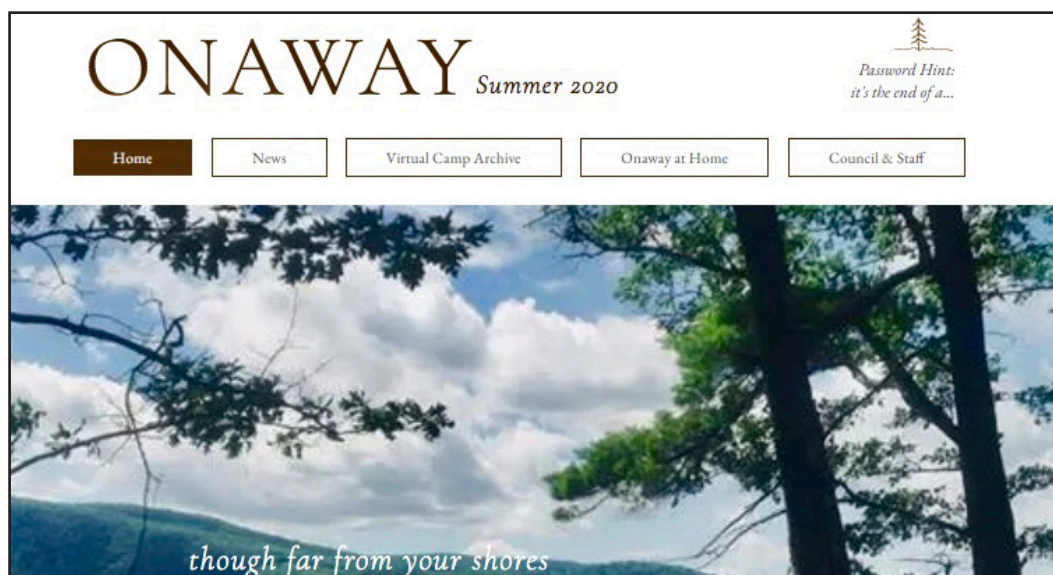 ONAWAY Summer 2020
Password Hint:
it's the end of a...
Home News Virtual Camp Archive Onaway at Home Council & Staff
though far from your shores